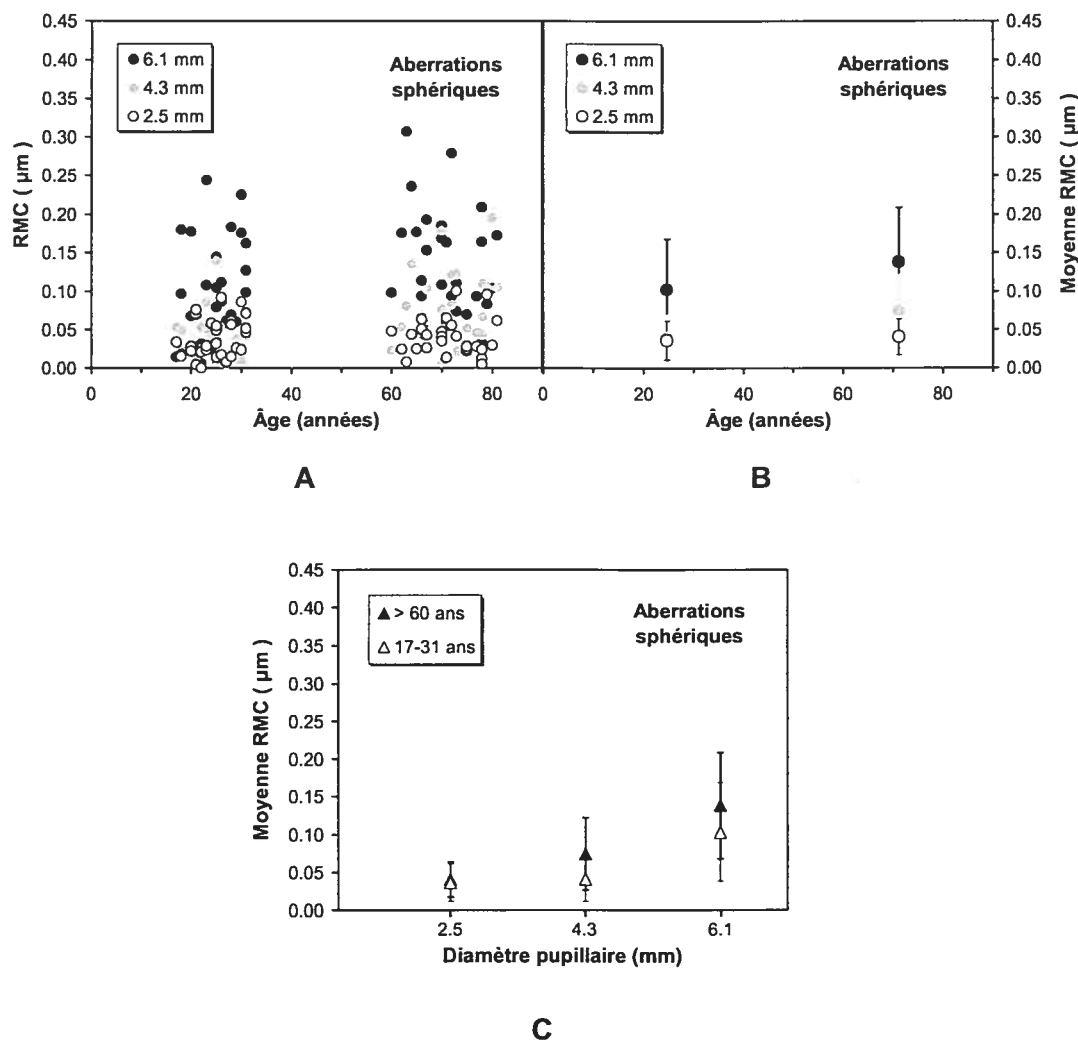 0.45
0.40
0.35
0.30
0.25
0.20
0.15
0.10
0.05
0.00
RMC ( µm )
6.1 mm
4.3 mm
2.5 mm
Aberrations
sphériques
0
20
40
60
80
Âge (années)
A
6.1 mm
4.3 mm
2.5 mm
Aberrations
sphériques
0.45
0.40
0.35
0.30
0.25
0.20
0.15
0.10
0.05
0.00
Moyenne RMC ( µm )
0
20
40
60
80
Âge (années)
B
0.45
0.40
0.35
0.30
0.25
0.20
0.15
0.10
0.05
0.00
Moyenne RMC ( µm )
> 60 ans
17-31 ans
Aberrations
sphériques
2.5
4.3
6.1
Diamètre pupillaire (mm)
C